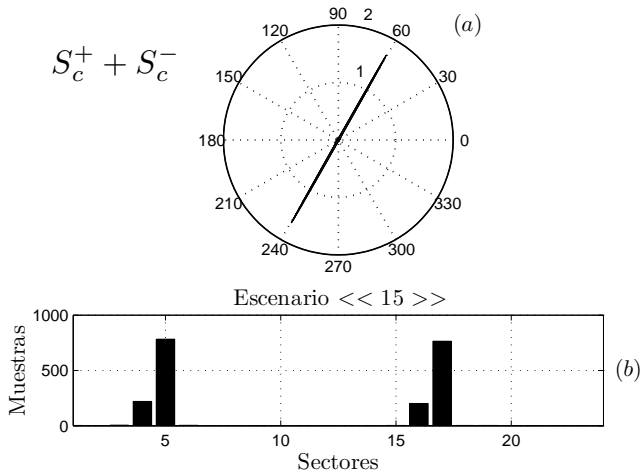 90 2 (a)
120 60
S_c^+ + S_c^-
150 1 30
180 0
210 330
240 300
270
Escenario << 15 >>
1000
500
0
Muestras
(b)
5 10 15 20
Sectores